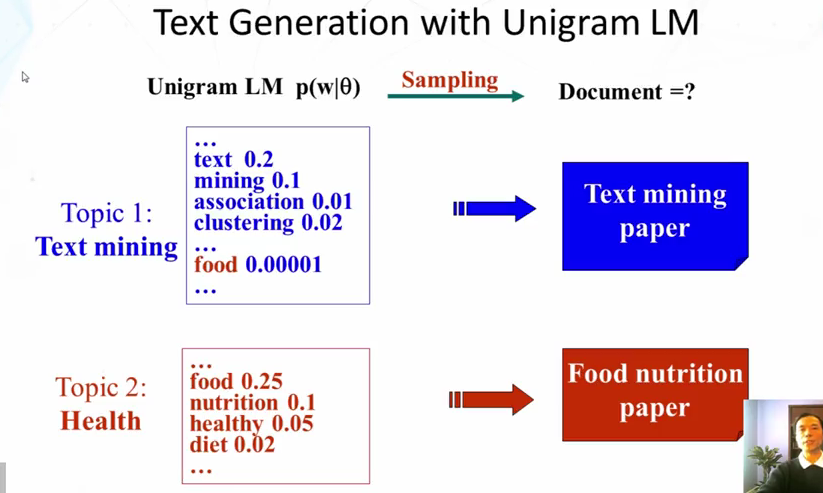 Text Generation with Unigram LM
Unigram LM p(w|θ)
Sampling
Document =?
Topic 1:
Text mining
...
text 0.2
mining 0.1
association 0.01
clustering 0.02
...
food 0.00001
...
Text mining
paper
Topic 2:
Health
...
food 0.25
nutrition 0.1
healthy 0.05
diet 0.02
...
Food nutrition
paper